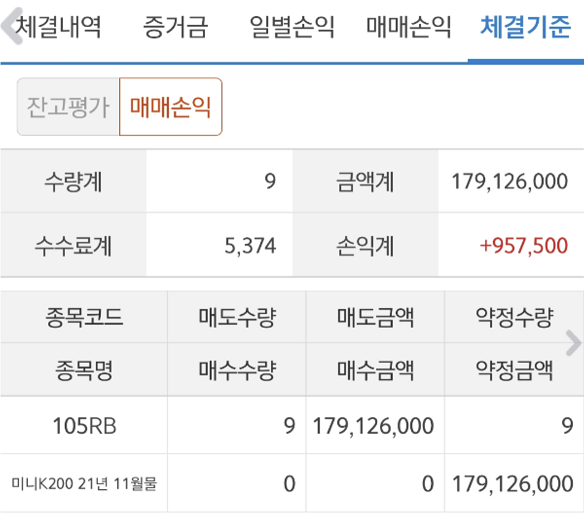 체결내역 증거금 일별손익 매매손익 체결기준
잔고평가 매매손익
수량계 9 금액계 179,126,000
수수료계 5,374 손익계 +957,500
종목코드 매도수량 매도금액 약정수량
종목명 매수수량 매수금액 약정금액
105RB 9 179,126,000 9
미니K200 21년 11월물 0 0 179,126,000